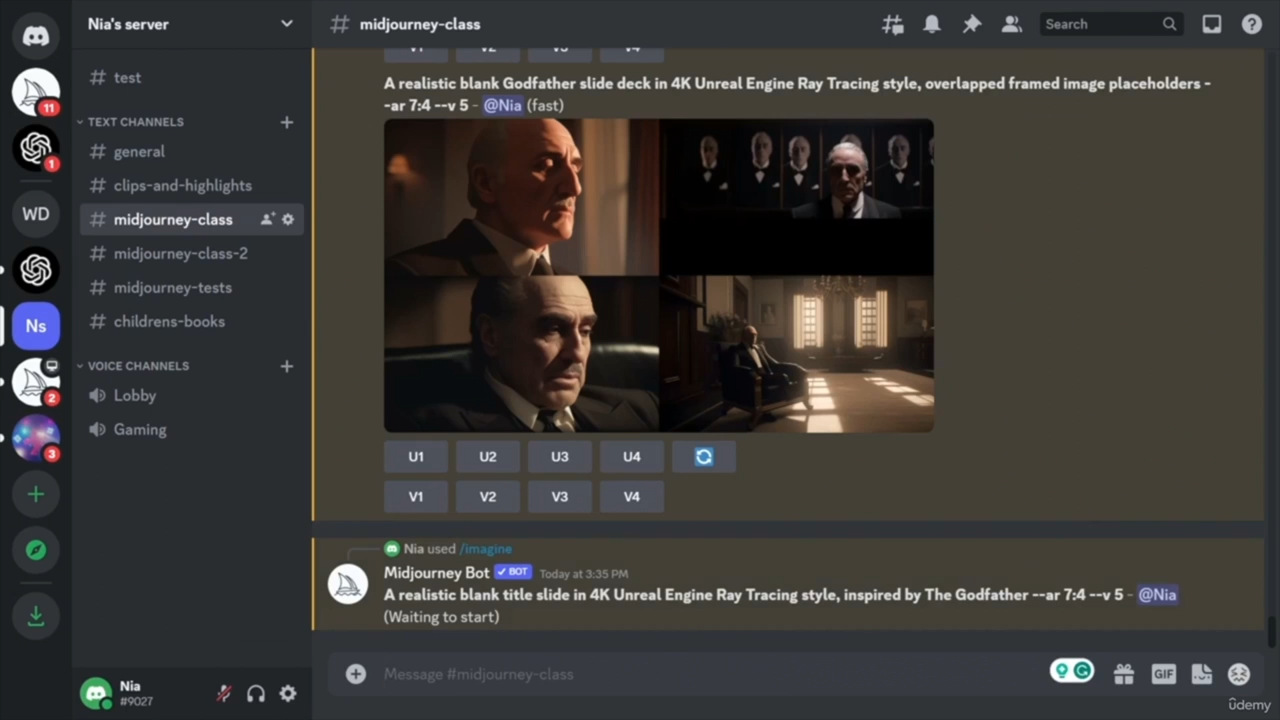 Nia's server
midjourney-class
Search
test
11
TEXT CHANNELS
1
general
clips-and-highlights
WD
midjourney-class
midjourney-class-2
midjourney-tests
Ns
childrens-books
VOICE CHANNELS
2
Lobby
3
Gaming
V1 V2 V3 V4
A realistic blank Godfather slide deck in 4K Unreal Engine Ray Tracing style, overlapped framed image placeholders -
-ar 7:4 --v 5 - @Nia (fast)
U1 U2 U3 U4
V1 V2 V3 V4
Nia used /imagine
Midjourney Bot BOT Today at 3:35 PM
A realistic blank title slide in 4K Unreal Engine Ray Tracing style, inspired by The Godfather --ar 7:4 --v 5 - @Nia
(Waiting to start)
Message #midjourney-class
GIF
Nia
#9027
ûdemy